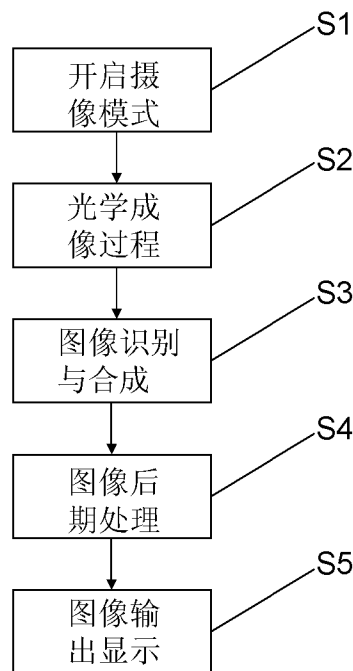 S1
开启摄
像模式
S2
光学成
像过程
S3
图像识别
与合成
S4
图像后
期处理
S5
图像输
出显示